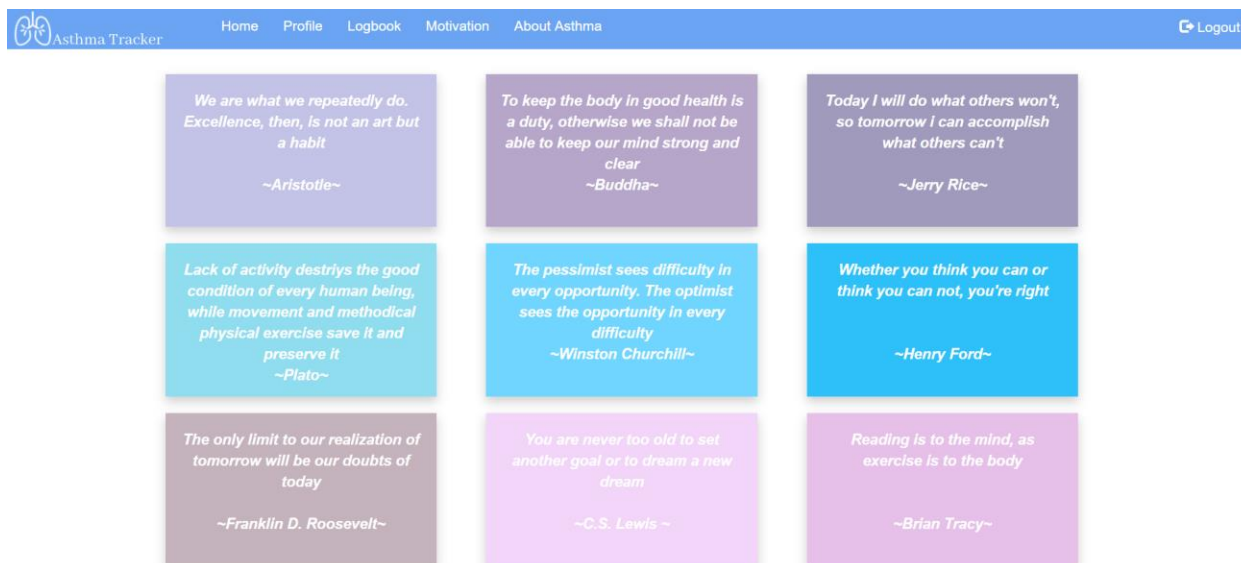 Asthma Tracker
Home Profile Logbook Motivation About Asthma
Logout
We are what we repeatedly do.
Excellence, then, is not an art but
a habit
~Aristotle~
To keep the body in good health is
a duty, otherwise we shall not be
able to keep our mind strong and
clear
~Buddha~
Today I will do what others won't,
so tomorrow i can accomplish
what others can't
~Jerry Rice~
Lack of activity destriys the good
condition of every human being,
while movement and methodical
physical exercise save it and
preserve it
~Plato~
The pessimist sees difficulty in
every opportunity. The optimist
sees the opportunity in every
difficulty
~Winston Churchill~
Whether you think you can or
think you can not, you're right
~Henry Ford~
The only limit to our realization of
tomorrow will be our doubts of
today
~Franklin D. Roosevelt~
You are never too old to set
another goal or to dream a new
dream
~C.S. Lewis ~
Reading is to the mind, as
exercise is to the body
~Brian Tracy~